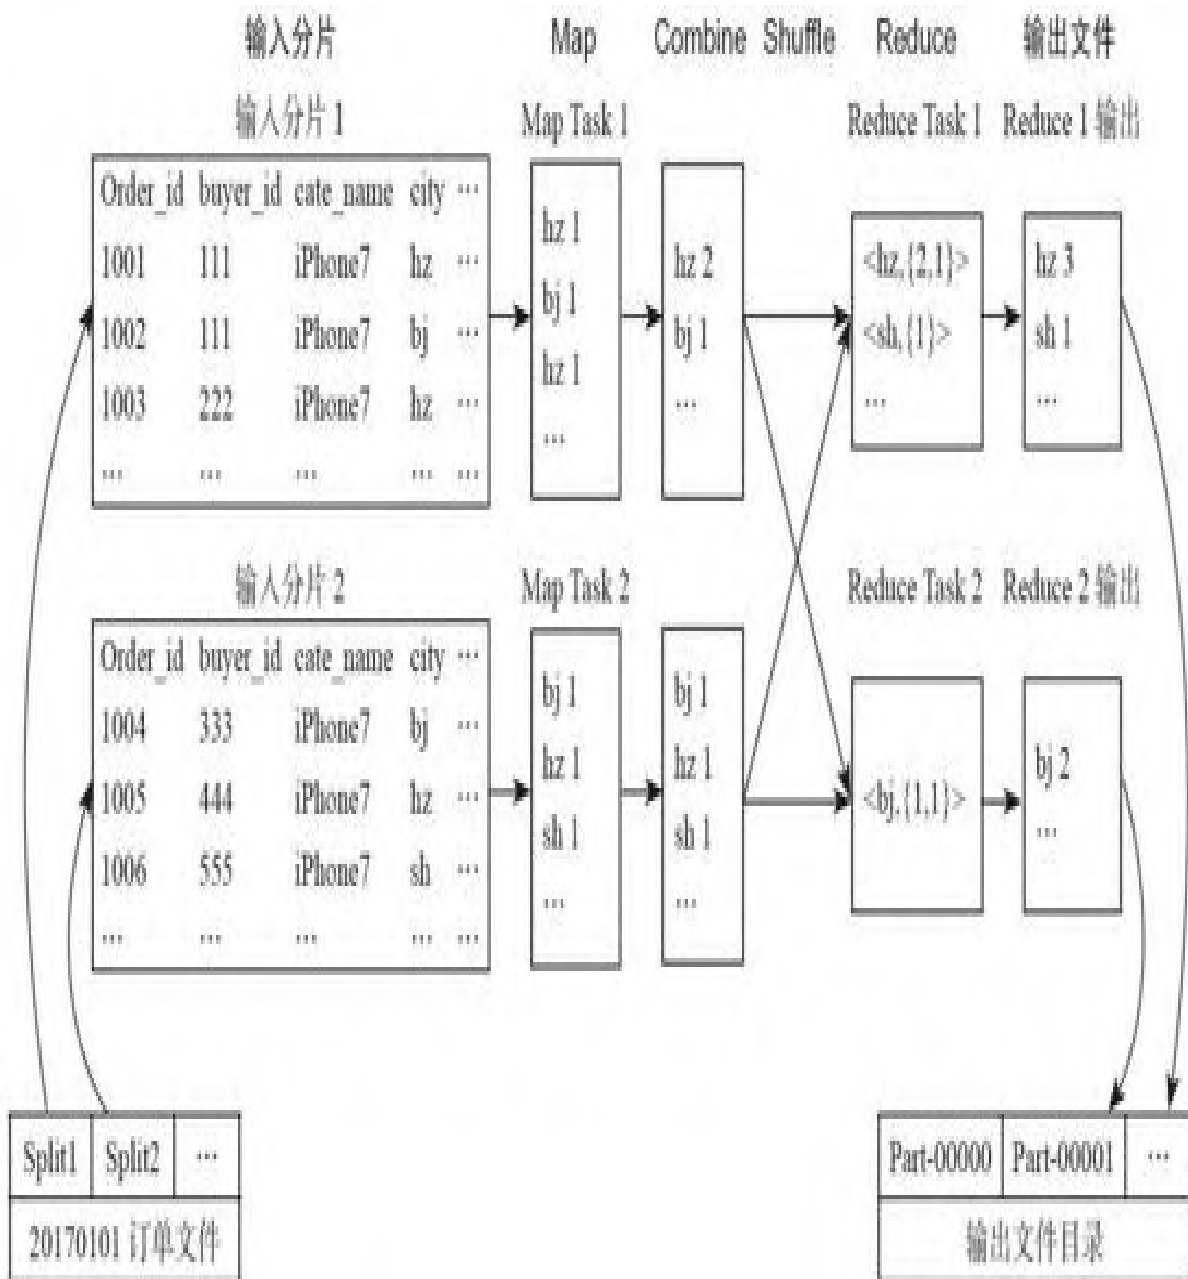 输入分片 Map Combine Shuffle Reduce 输出文件
输入分片 1 Map Task 1 Reduce Task 1 Reduce 1 输出
Order_id buyer_id cate_name city ...
1001 111 iPhone7 hz ...
1002 111 iPhone7 bj ...
1003 222 iPhone7 hz ...
... ... ... ... ...
hz 1
bj 1
hz 1
...
hz 2
bj 1
...
<hz,{2,1}>
<sh,{1}>
...
hz 3
sh 1
...
输入分片 2 Map Task 2 Reduce Task 2 Reduce 2 输出
Order_id buyer_id cate_name city ...
1004 333 iPhone7 bj ...
1005 444 iPhone7 hz ...
1006 555 iPhone7 sh ...
... ... ... ... ...
bj 1
hz 1
sh 1
...
bj 1
hz 1
sh 1
...
<bj,{1,1}>
bj 2
...
Split1 Split2 ...
20170101 订单文件
Part-00000 Part-00001 ...
输出文件目录